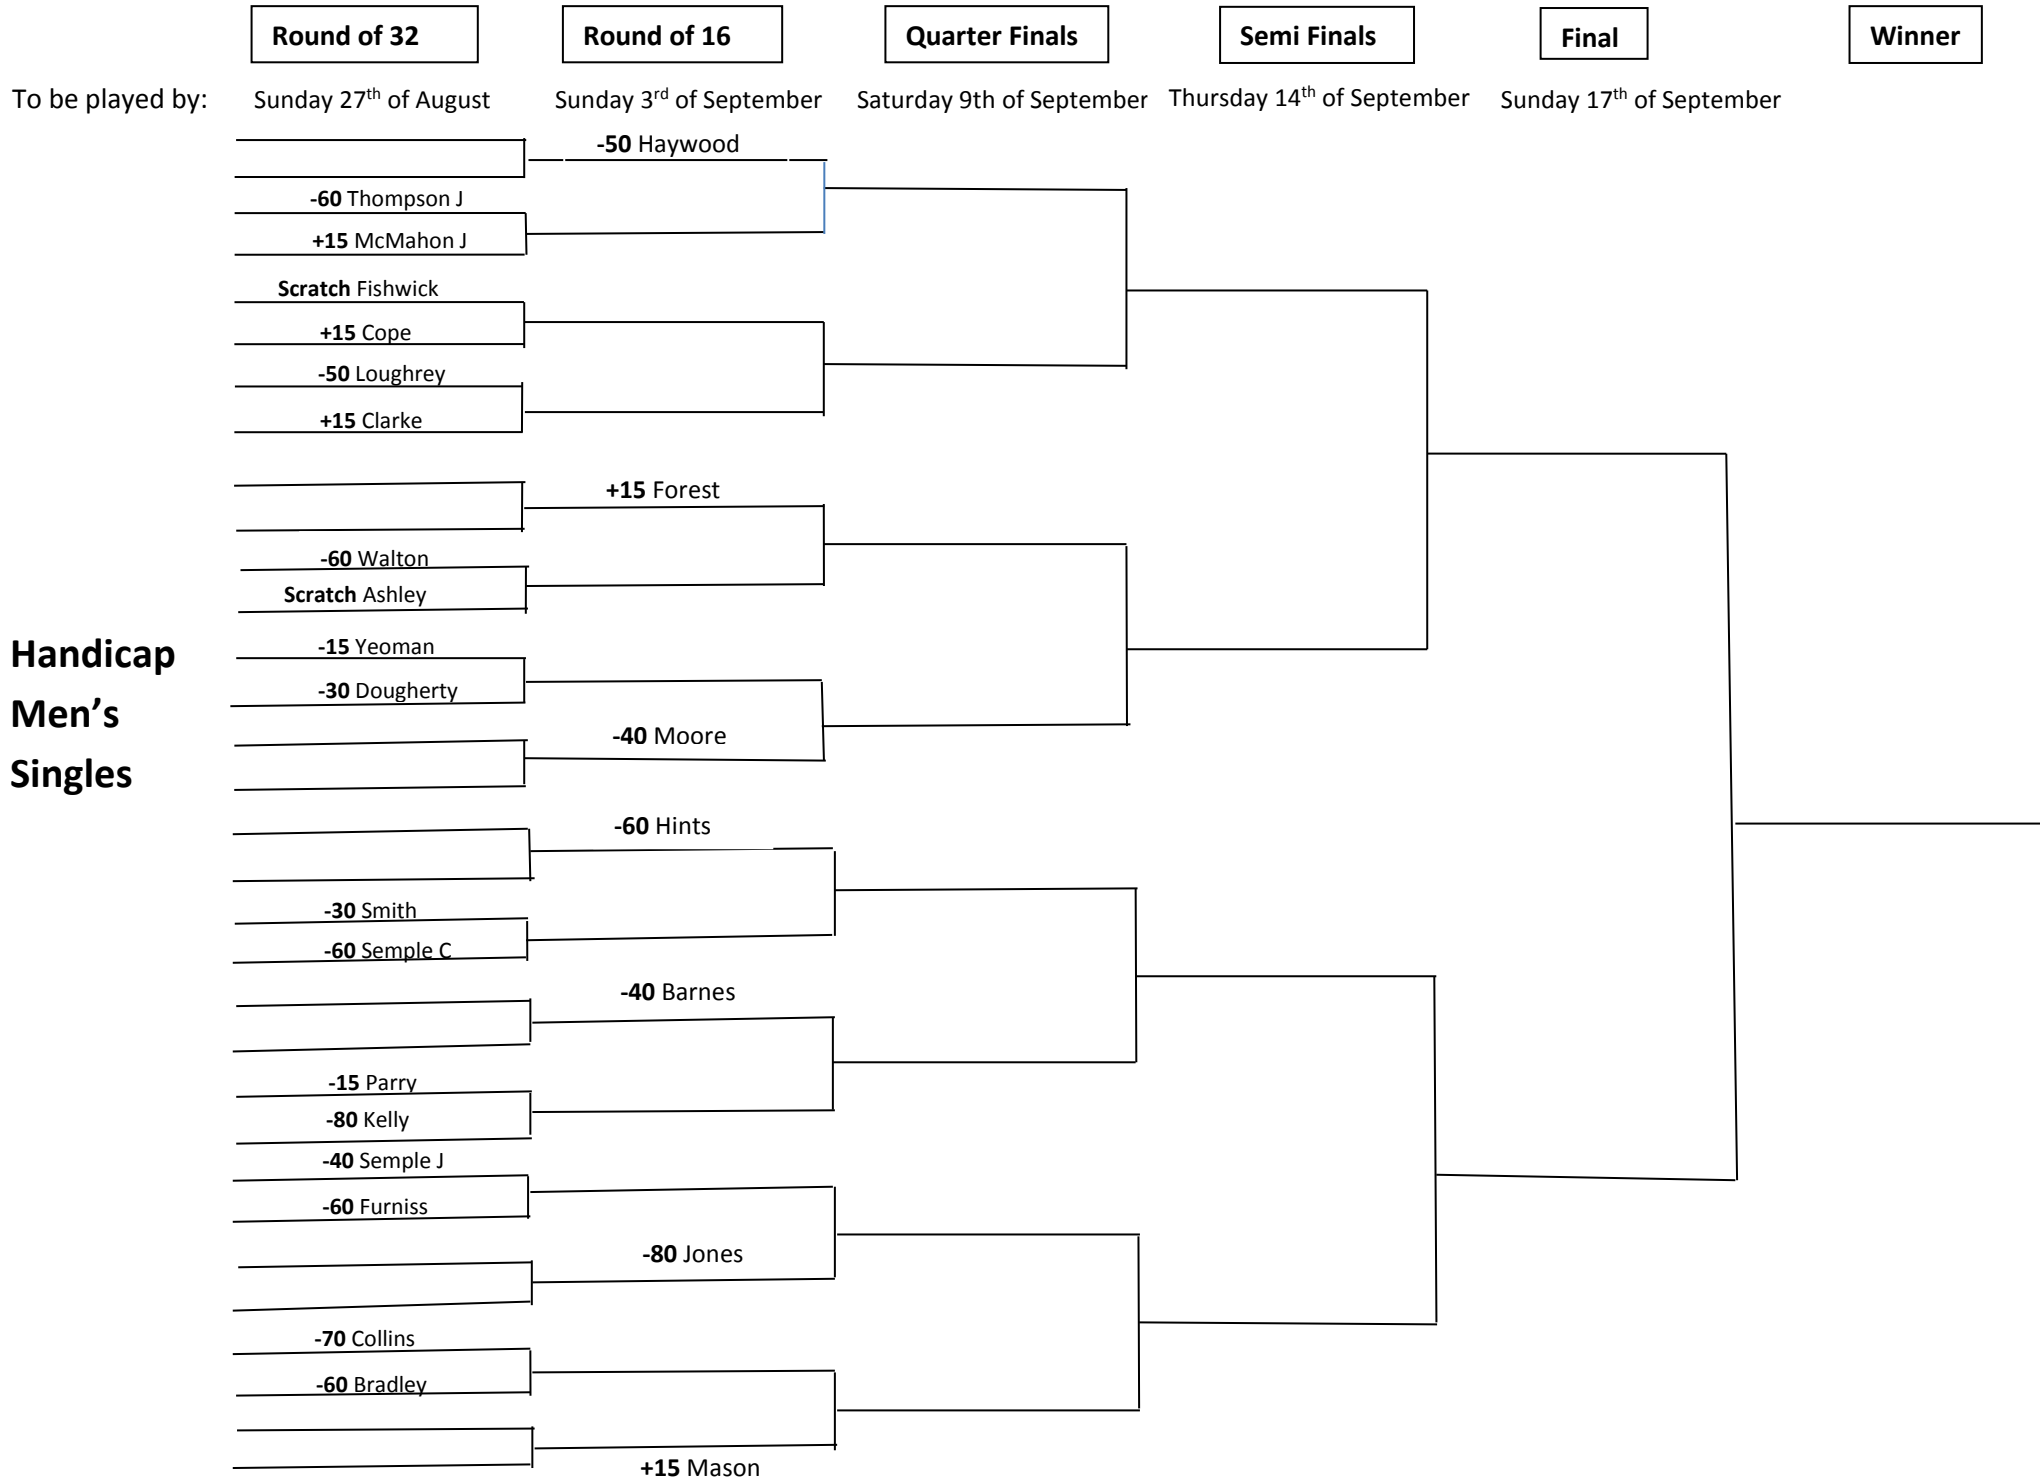 Round of 32 Round of 16 Quarter Finals Semi Finals Final Winner
To be played by: Sunday 27th of August Sunday 3rd of September Saturday 9th of September Thursday 14th of September Sunday 17th of September
-50 Haywood
-60 Thompson J
+15 McMahon J
Scratch Fishwick
+15 Cope
-50 Loughrey
+15 Clarke
+15 Forest
-60 Walton
Scratch Ashley
-15 Yeoman
-30 Dougherty
-40 Moore
Handicap
Men’s
Singles
-60 Hints
-30 Smith
-60 Semple C
-40 Barnes
-15 Parry
-80 Kelly
-40 Semple J
-60 Furniss
-80 Jones
-70 Collins
-60 Bradley
+15 Mason